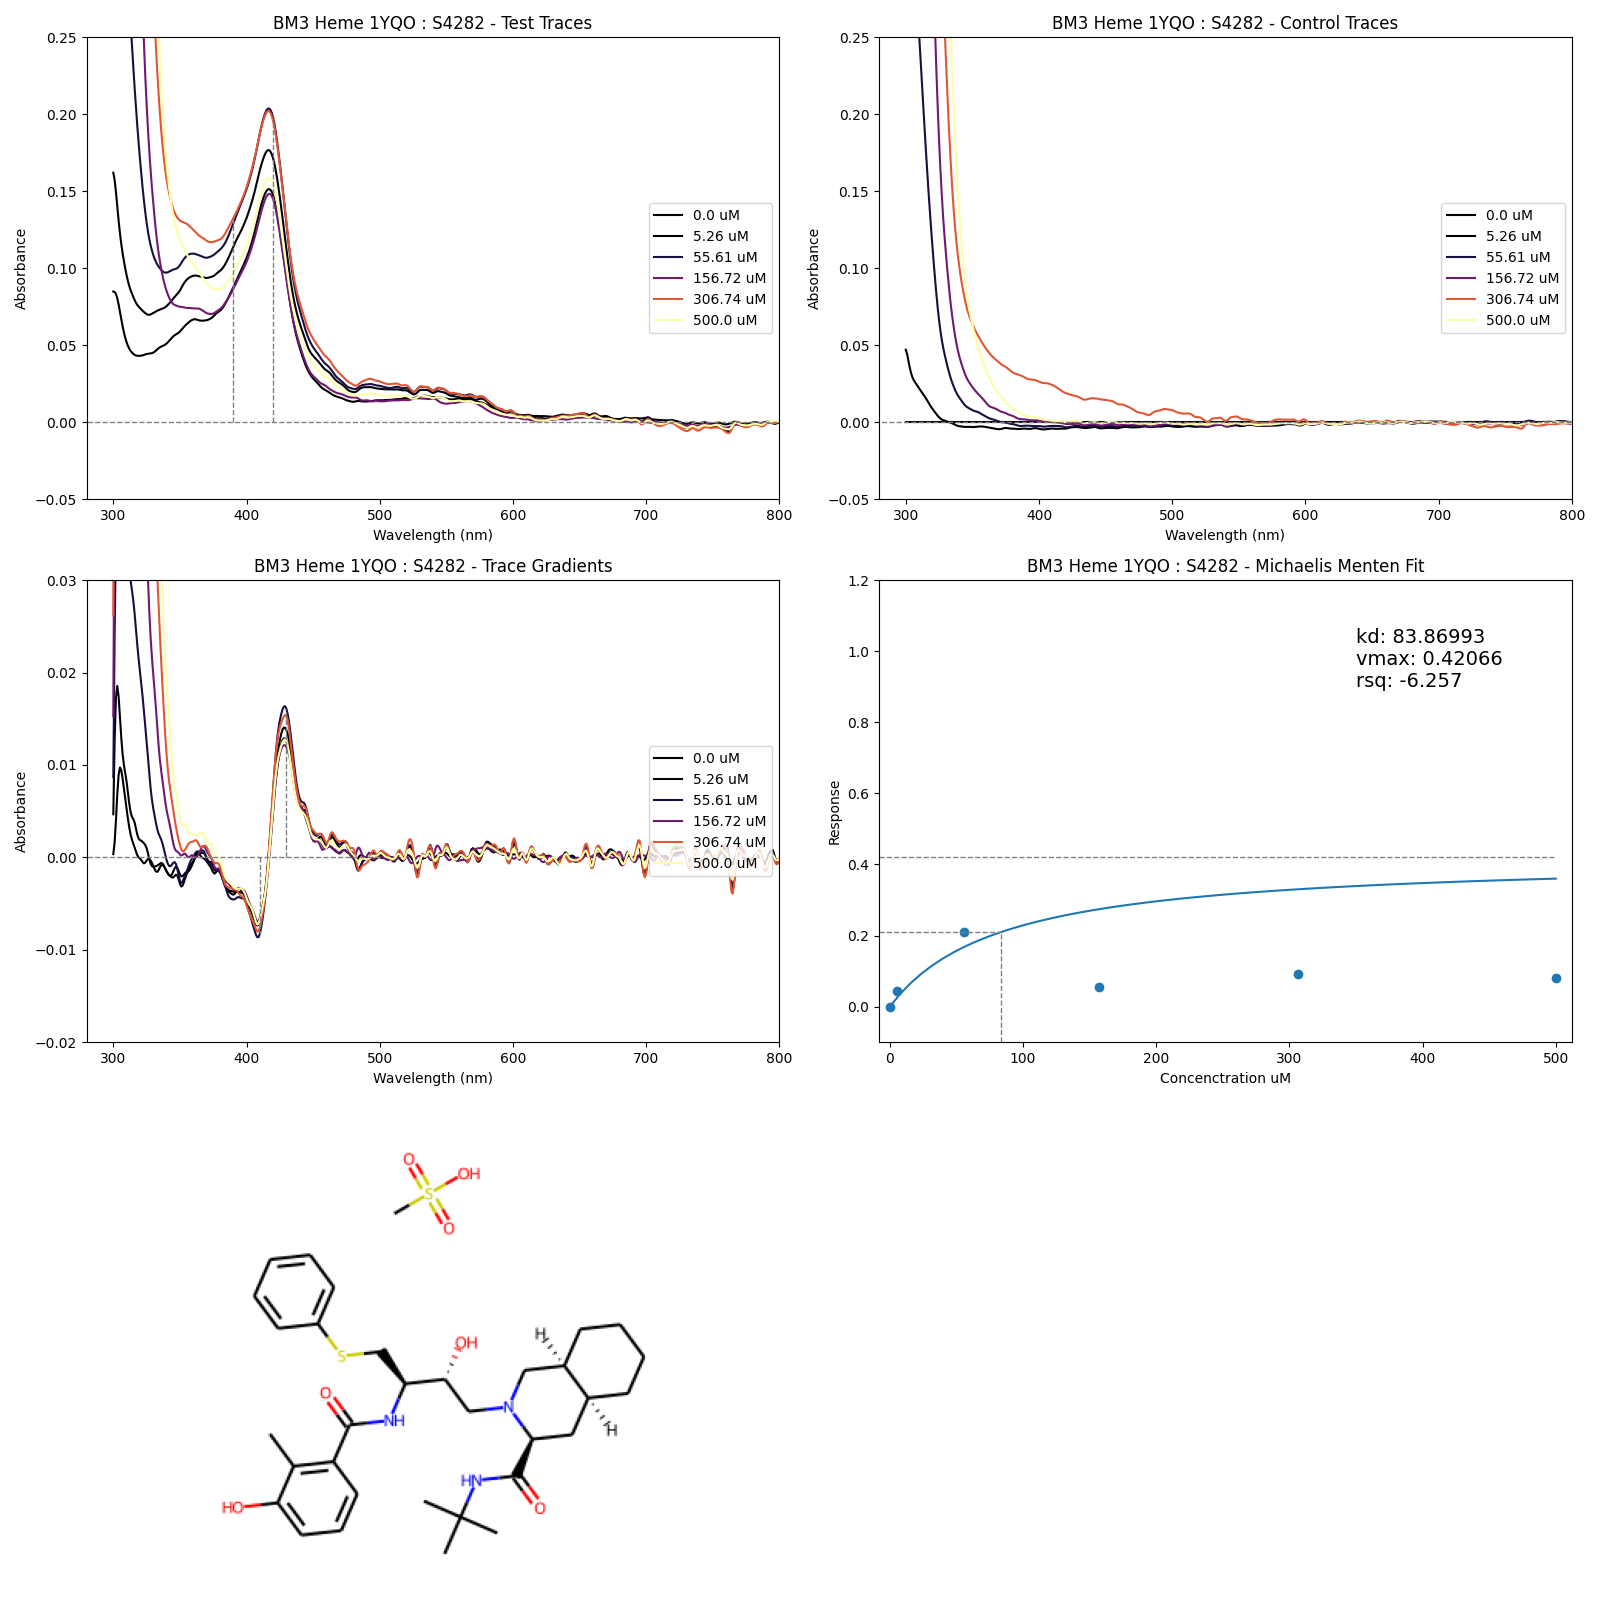 BM3 Heme 1YQO : S4282 - Test Traces
Absorbance
0.25
0.20
0.15
0.10
0.05
0.00
−0.05
300 400 500 600 700 800
Wavelength (nm)
0.0 uM
5.26 uM
55.61 uM
156.72 uM
306.74 uM
500.0 uM
BM3 Heme 1YQO : S4282 - Control Traces
Absorbance
0.25
0.20
0.15
0.10
0.05
0.00
−0.05
300 400 500 600 700 800
Wavelength (nm)
0.0 uM
5.26 uM
55.61 uM
156.72 uM
306.74 uM
500.0 uM
BM3 Heme 1YQO : S4282 - Trace Gradients
Absorbance
0.03
0.02
0.01
0.00
−0.01
−0.02
300 400 500 600 700 800
Wavelength (nm)
0.0 uM
5.26 uM
55.61 uM
156.72 uM
306.74 uM
500.0 uM
BM3 Heme 1YQO : S4282 - Michaelis Menten Fit
Response
1.2
1.0
0.8
0.6
0.4
0.2
0.0
kd: 83.86993
vmax: 0.42066
rsq: -6.257
0 100 200 300 400 500
Concenctration uM
O
OH
S
O
H
OH
S
O
N
NH
H
HN
HO
O